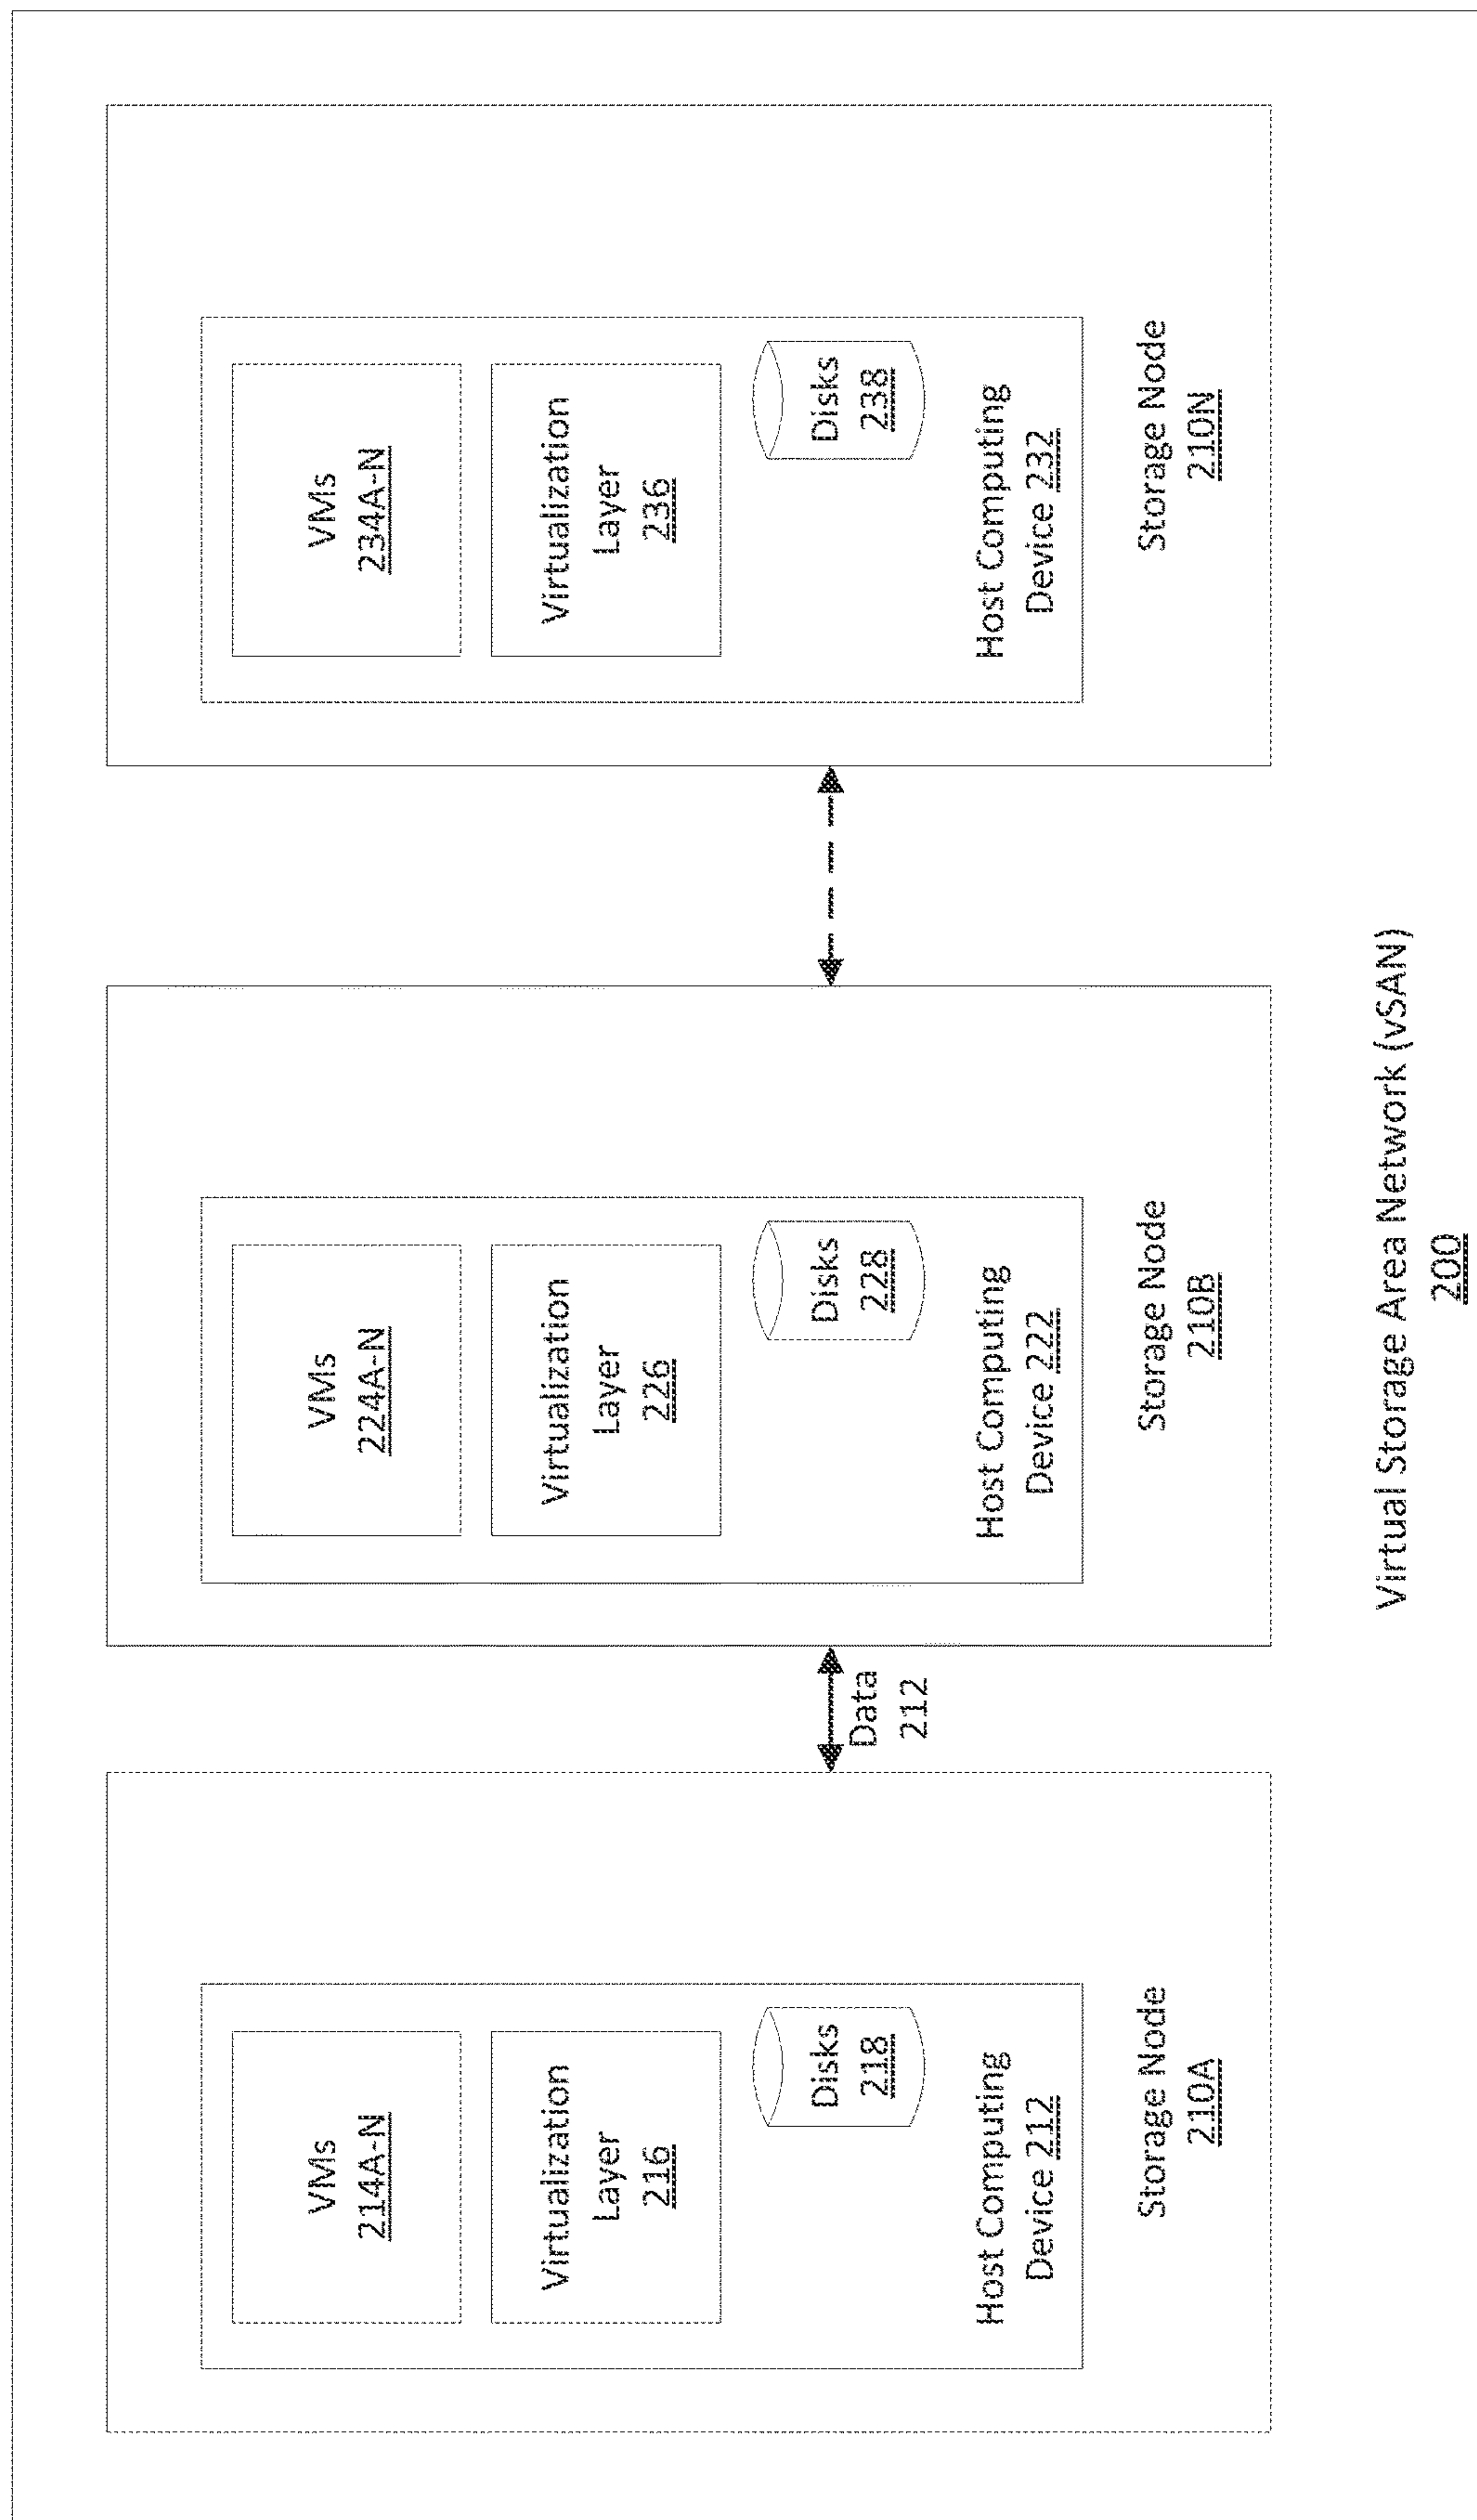 VMs
214A-N
Virtualization
Layer
216
Disks
218
Host Computing
Device 212
Storage Node
210A
Data
212
VMs
224A-N
Virtualization
Layer
226
Disks
228
Host Computing
Device 222
Storage Node
210B
VMs
234A-N
Virtualization
Layer
236
Disks
238
Host Computing
Device 232
Storage Node
210N
Virtual Storage Area Network (vSAN)
200